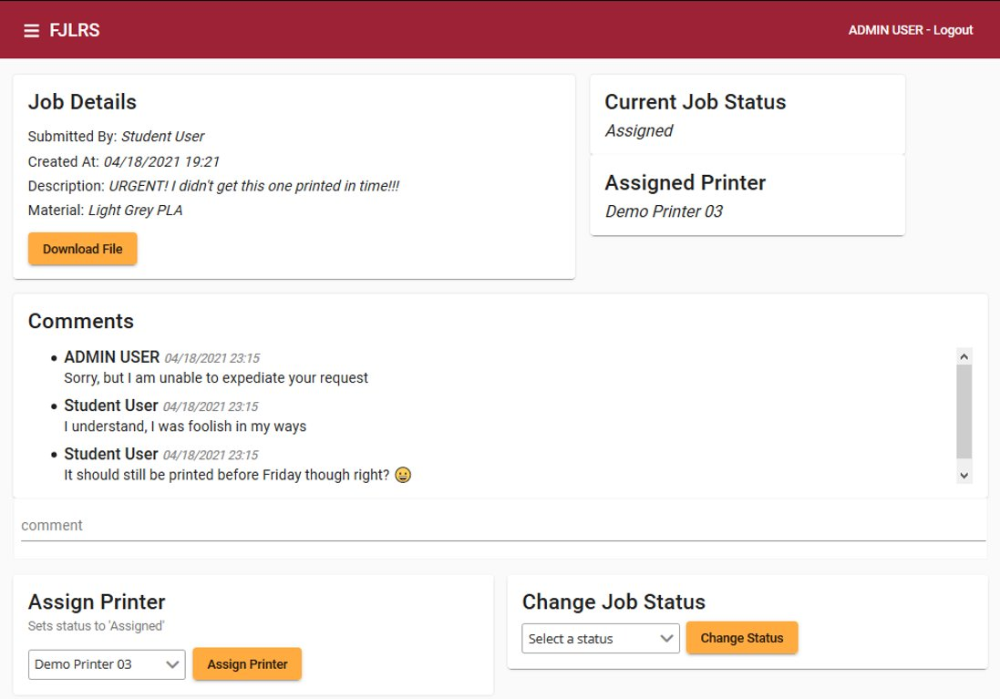 FJLRS
ADMIN USER - Logout
Job Details
Submitted By: Student User
Created At: 04/18/2021 19:21
Description: URGENT! I didn't get this one printed in time!!!
Material: Light Grey PLA
Download File
Current Job Status
Assigned
Assigned Printer
Demo Printer 03
Comments
ADMIN USER 04/18/2021 23:15
Sorry, but I am unable to expediate your request
Student User 04/18/2021 23:15
I understand, I was foolish in my ways
Student User 04/18/2021 23:15
It should still be printed before Friday though right? 😀
comment
Assign Printer
Sets status to 'Assigned'
Demo Printer 03
Assign Printer
Change Job Status
Select a status
Change Status